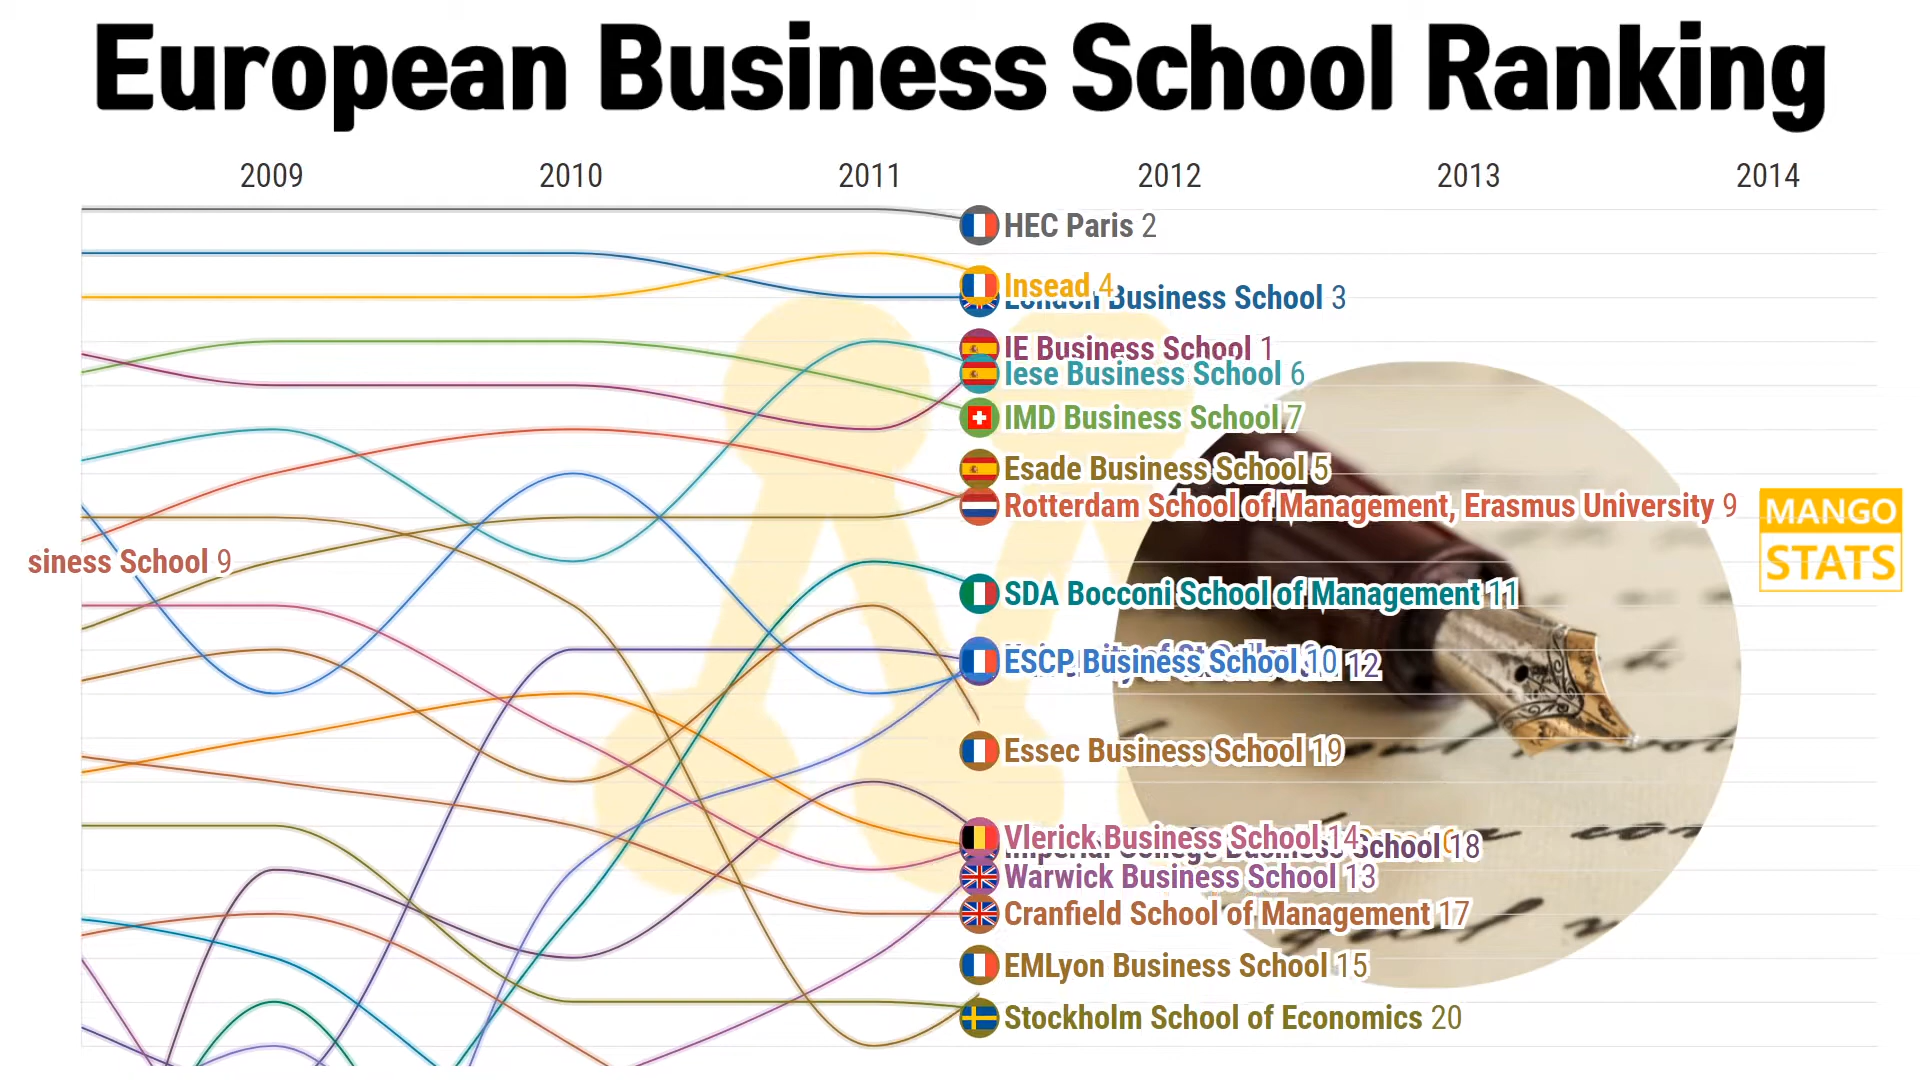 European Business School Ranking
2009 2010 2011 2012 2013 2014
HEC Paris 2
Insead 4
London Business School 3
IE Business School 1
Iese Business School 6
IMD Business School 7
Esade Business School 5
Rotterdam School of Management, Erasmus University 9
MANGO
STATS
siness School 9
SDA Bocconi School of Management 11
ESCP Business School 10
12
Essec Business School 19
Vlerick Business School 14
Imperial College Business School 18
Warwick Business School 13
Cranfield School of Management 17
EMLyon Business School 15
Stockholm School of Economics 20